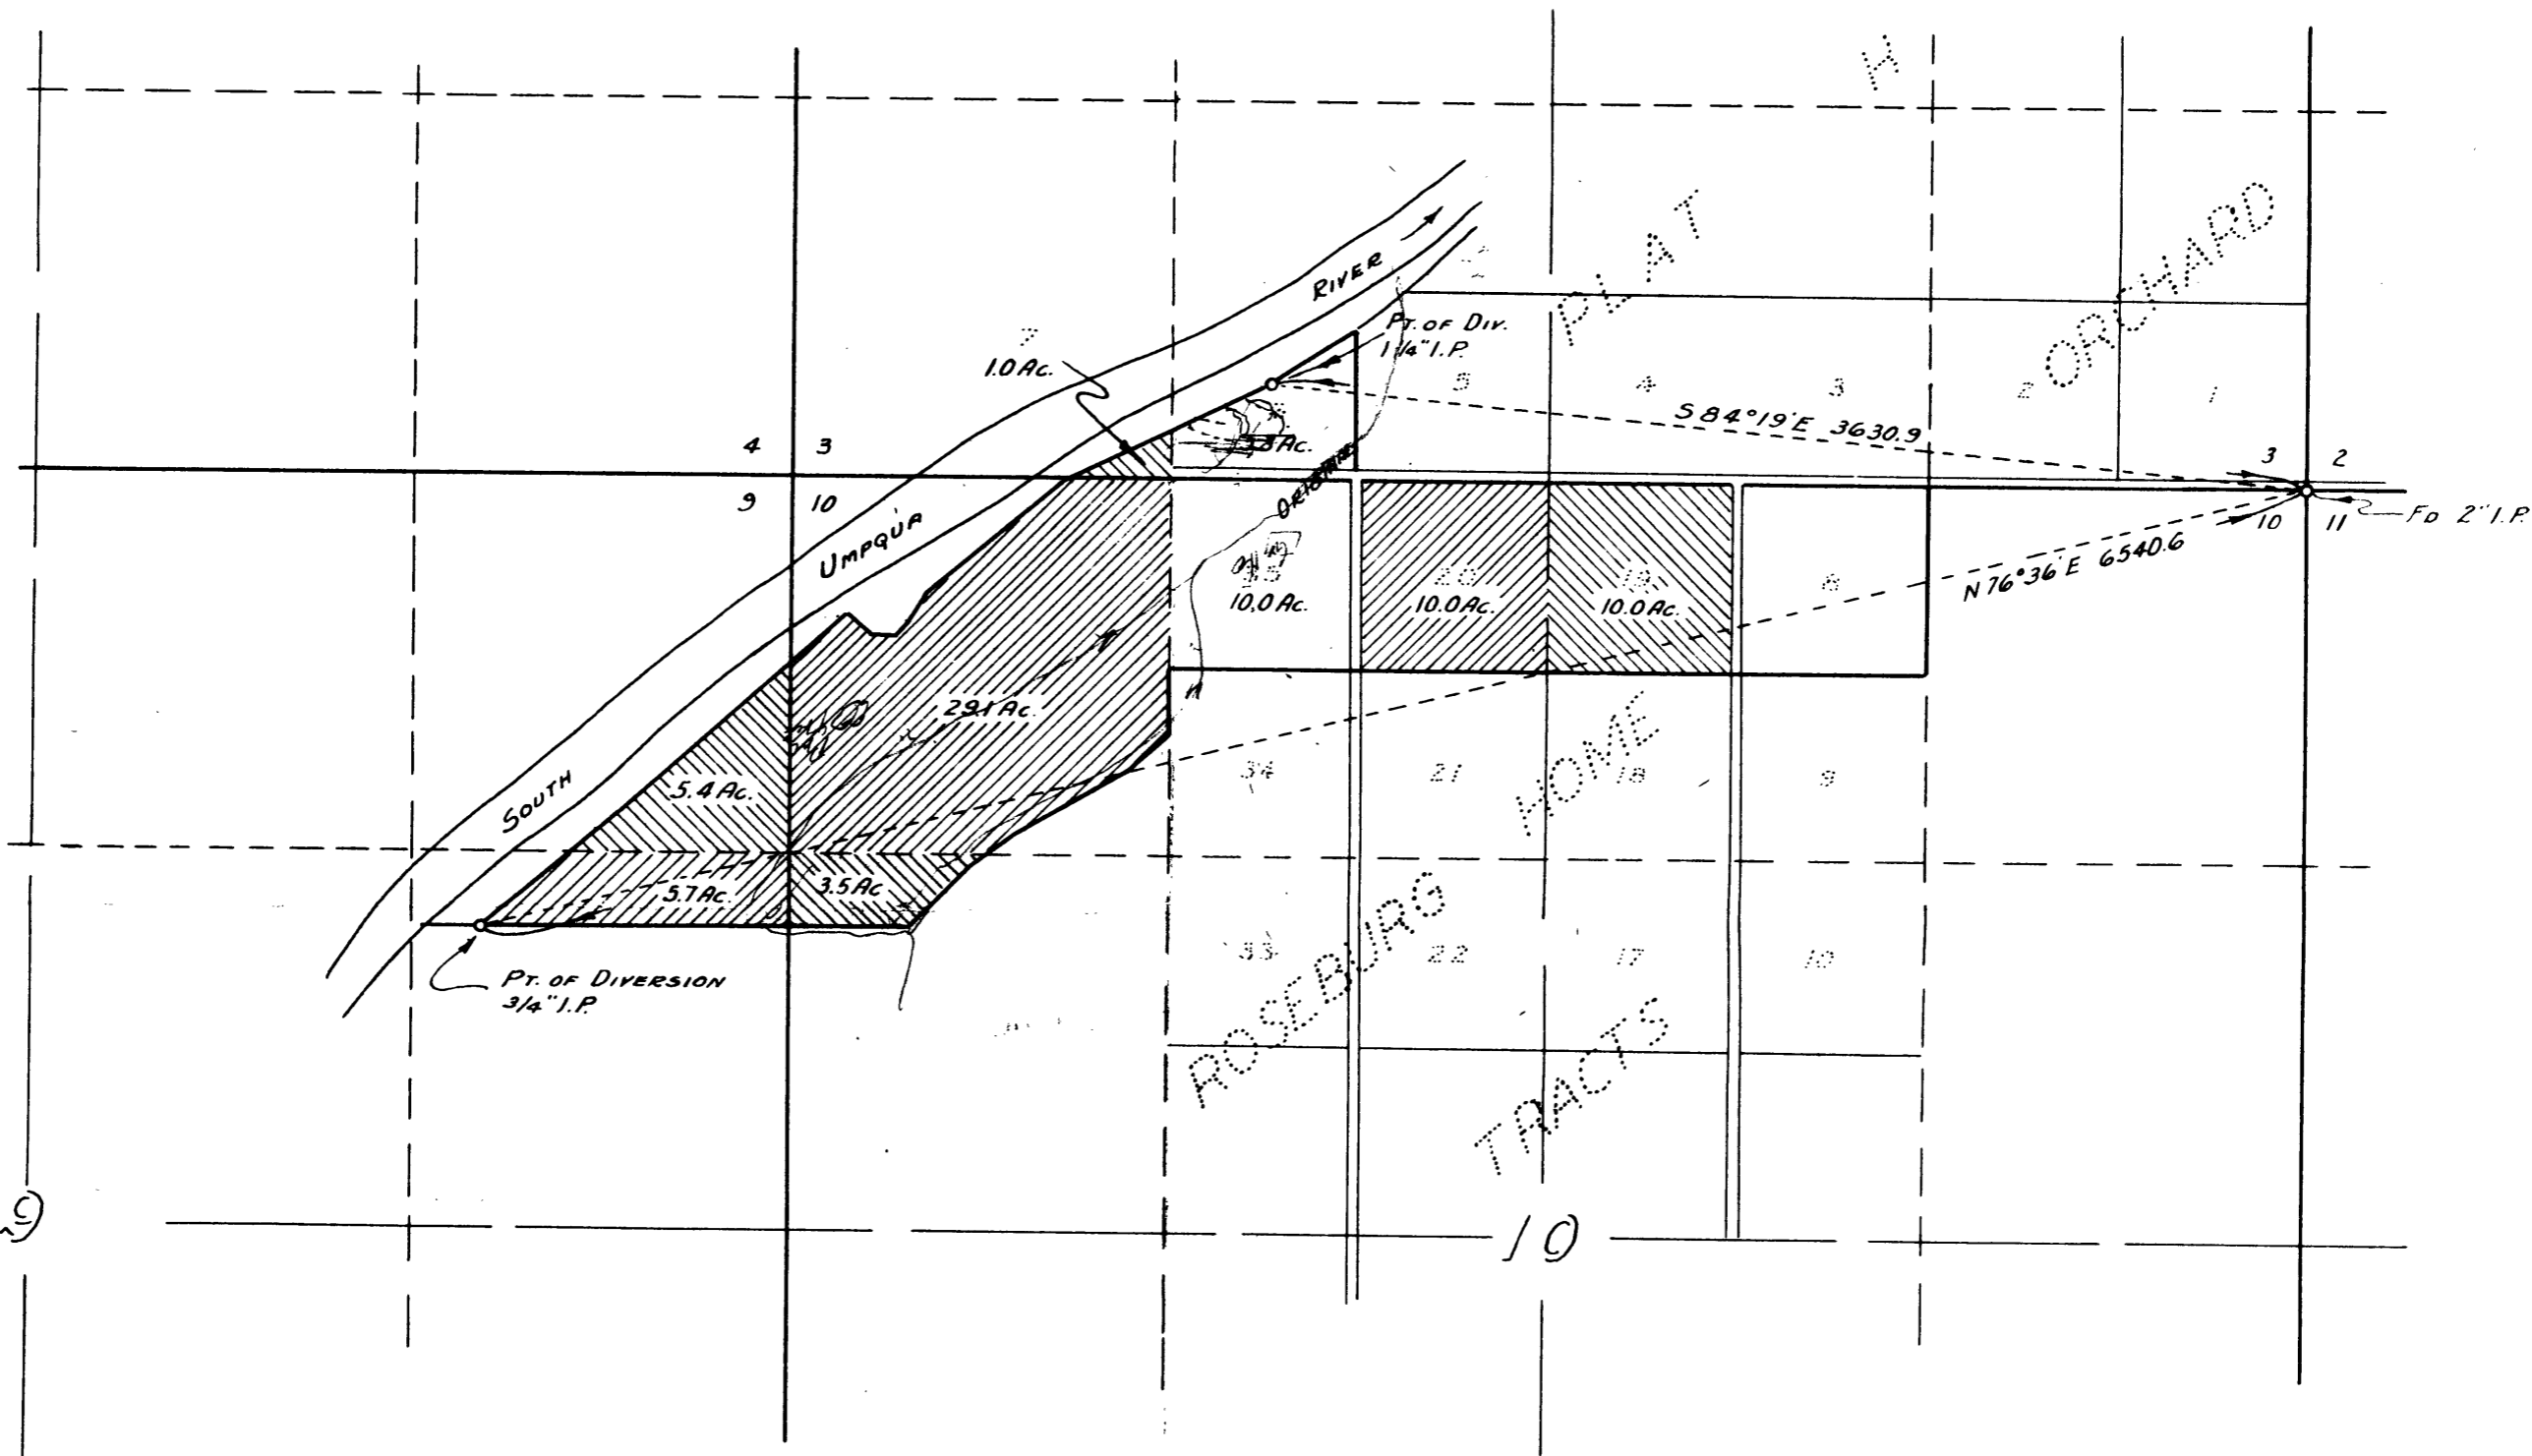 H
PLAT
ORCHARD
RIVER
PT. OF DIV.
1 1/4" I.P.
7
1.0 AC.
5
4
3
2
1
S 84°19' E 3630.9
4
3
3
2
9
10
10
11
FD 2" I.P.
UMPQUA
N 76°36' E 6540.6
10.0 AC.
20
10.0 AC.
19
10.0 AC.
8
29.1 AC.
5.4 AC.
SOUTH
34
21
HOME
18
9
5.7 AC.
3.5 AC
ROSEBURG
33
22
17
10
PT. OF DIVERSION
3/4" I.P.
TRACTS
9
10